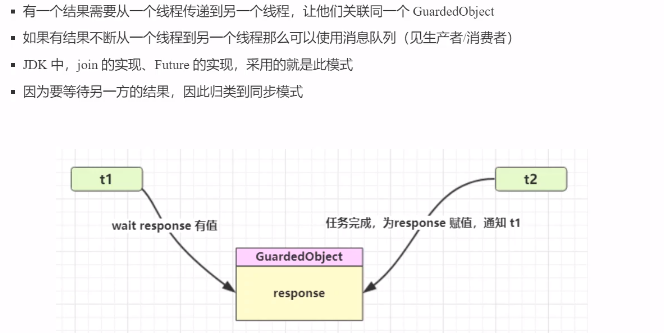 有一个结果需要从一个线程传递到另一个线程，让他们关联同一个 GuardedObject
如果有结果不断从一个线程到另一个线程那么可以使用消息队列（见生产者/消费者）
JDK 中，join 的实现、Future 的实现，采用的就是此模式
因为要等待另一方的结果，因此归类到同步模式
t1
t2
wait response 有值
任务完成，为response 赋值，通知 t1
GuardedObject
response